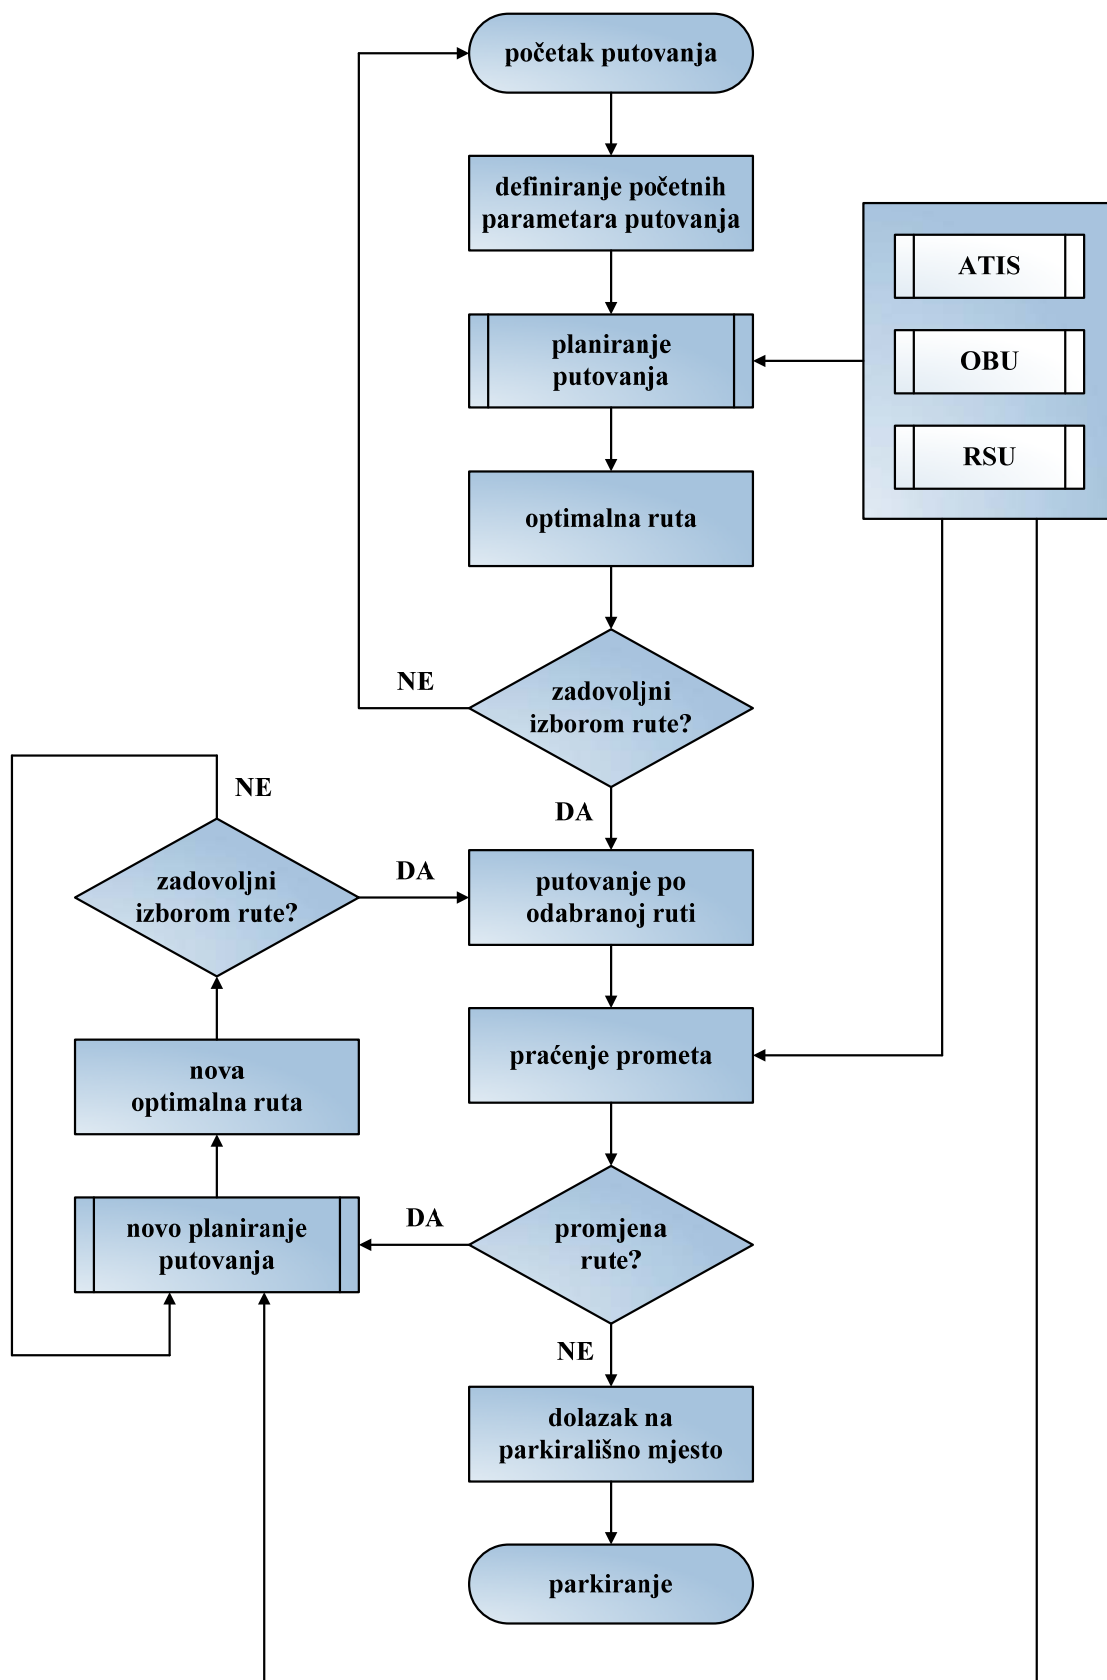 početak putovanja
definiranje početnih
parametara putovanja
ATIS
planiranje
putovanja
OBU
RSU
optimalna ruta
NE
zadovoljni
izborom rute?
NE
DA
zadovoljni
izborom rute?
DA
putovanje po
odabranoj ruti
praćenje prometa
nova
optimalna ruta
DA
novo planiranje
putovanja
promjena
rute?
NE
dolazak na
parkirališno mjesto
parkiranje